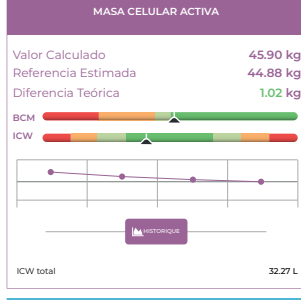 MASA CELULAR ACTIVA
Valor Calculado 45.90 kg
Referencia Estimada 44.88 kg
Diferencia Teórica 1.02 kg
BCM
ICW
HISTORIQUE
ICW total 32.27 L